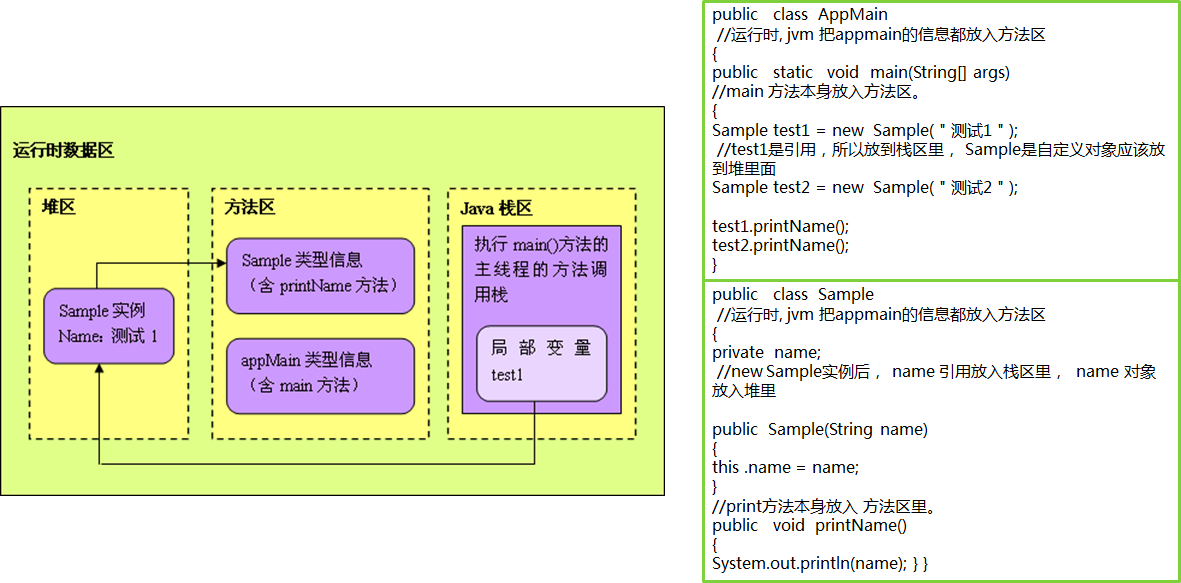 运行时数据区
堆区
Sample 实例
Name: 测试 1
方法区
Sample 类型信息
（含 printName 方法）
appMain 类型信息
（含 main 方法）
Java 栈区
执行 main()方法的
主线程的方法调
用栈
局部变量
test1
public class AppMain
//运行时, jvm 把appmain的信息都放入方法区
{
public static void main(String[] args)
//main 方法本身放入方法区。
{
Sample test1 = new Sample( " 测试1 " );
//test1是引用，所以放到栈区里， Sample是自定义对象应该放
到堆里面
Sample test2 = new Sample( " 测试2 " );
test1.printName();
test2.printName();
}
public class Sample
//运行时, jvm 把appmain的信息都放入方法区
{
private name;
//new Sample实例后， name 引用放入栈区里， name 对象
放入堆里
public Sample(String name)
{
this .name = name;
}
//print方法本身放入 方法区里。
public void printName()
{
System.out.println(name); } }